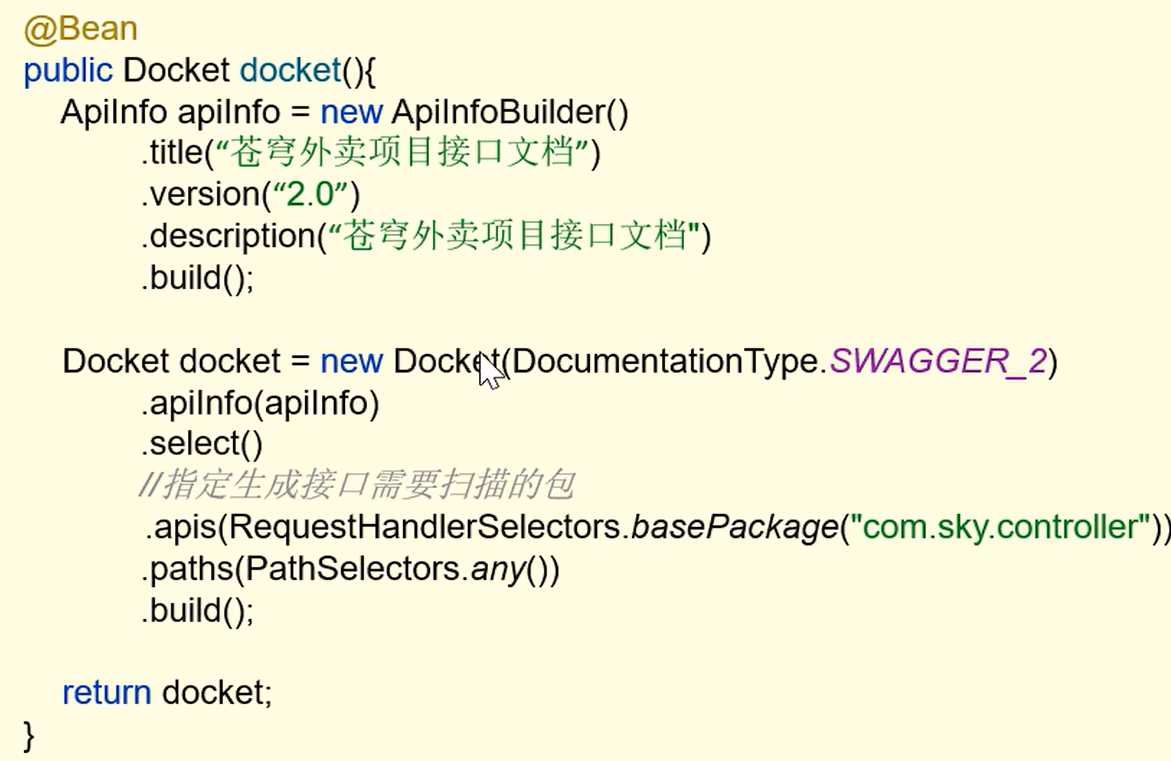 @Bean
public Docket docket(){
ApiInfo apiInfo = new ApiInfoBuilder()
.title(“苍穹外卖项目接口文档”)
.version(“2.0”)
.description(“苍穹外卖项目接口文档")
.build();
Docket docket = new Docket(DocumentationType.SWAGGER_2)
.apiInfo(apiInfo)
.select()
//指定生成接口需要扫描的包
.apis(RequestHandlerSelectors.basePackage("com.sky.controller"))
.paths(PathSelectors.any())
.build();
return docket;
}